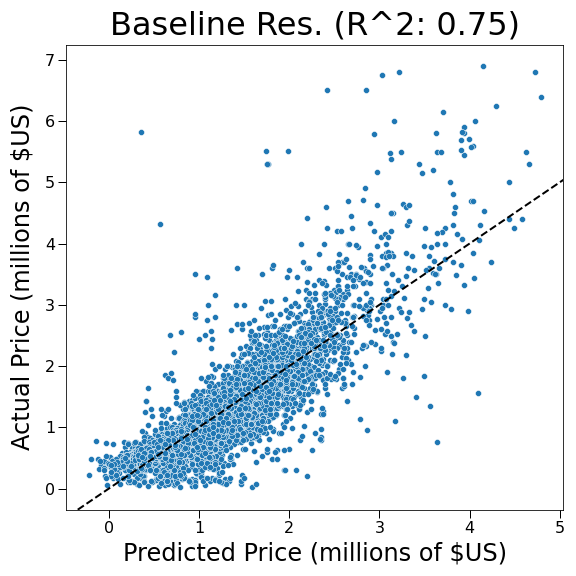 Baseline Res. (R^2: 0.75)
7
6
5
4
3
2
1
0
Actual Price (millions of $US)
0 1 2 3 4 5
Predicted Price (millions of $US)